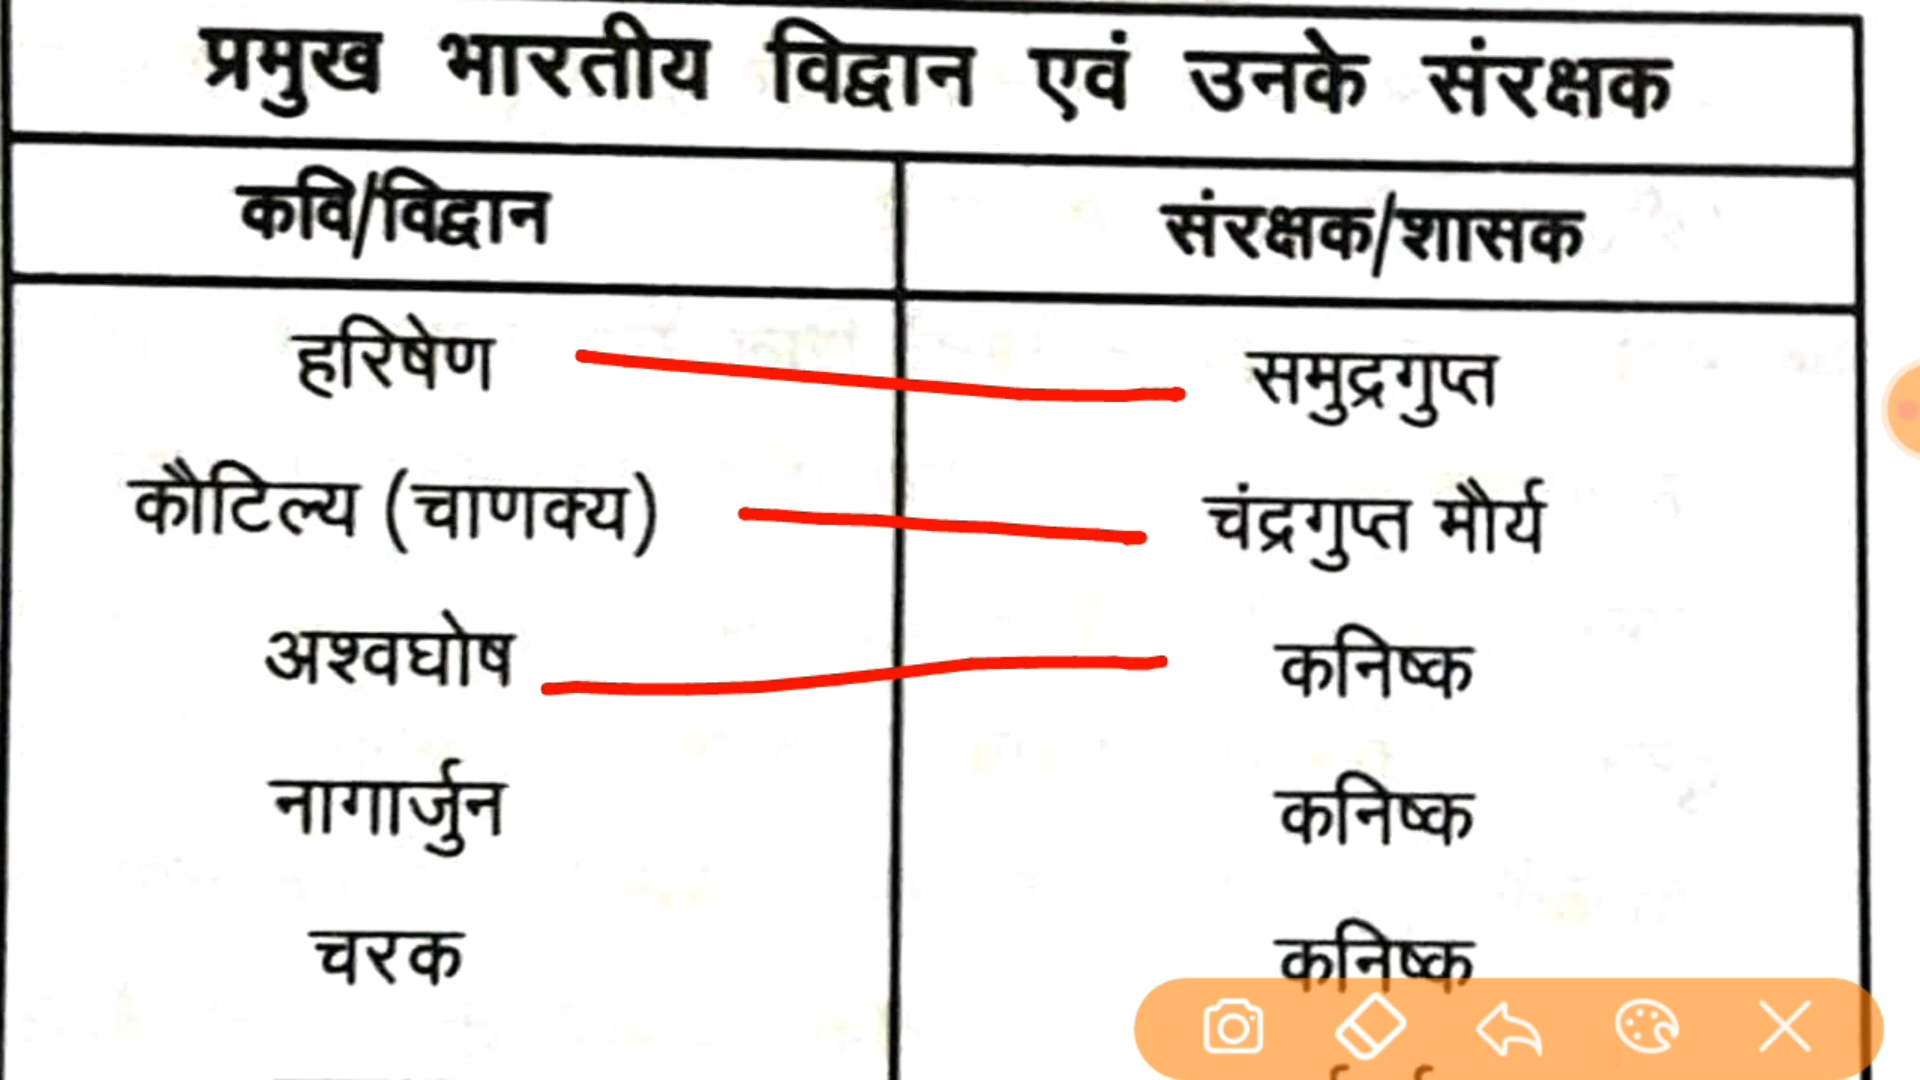 प्रमुख भारतीय विद्वान एवं उनके संरक्षक
कवि/विद्वान संरक्षक/शासक
हरिषेण समुद्रगुप्त
कौटिल्य (चाणक्य) चंद्रगुप्त मौर्य
अश्वघोष कनिष्क
नागार्जुन कनिष्क
चरक कनिष्क